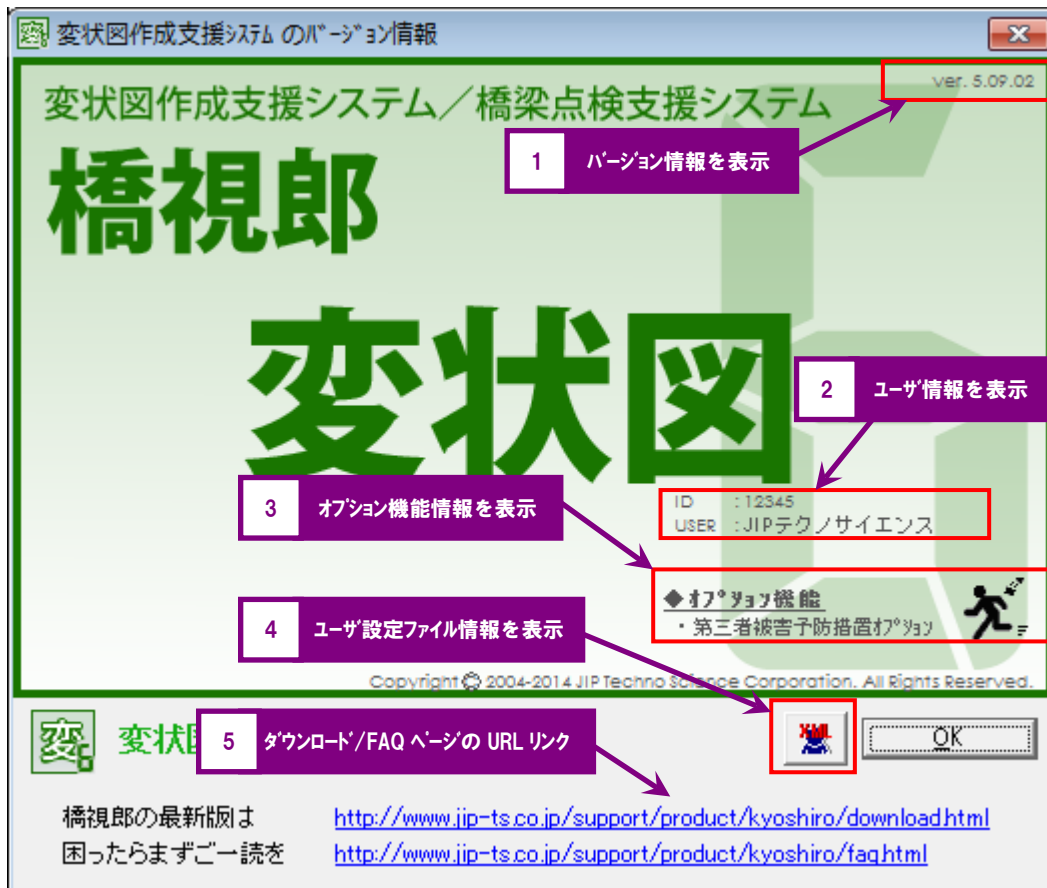 変状図作成支援ｼｽﾃﾑ のﾊﾞｰｼﾞｮﾝ情報
ver. 5.09.02
変状図作成支援システム／橋梁点検支援システム
1 ﾊﾞｰｼﾞｮﾝ情報を表示
橋視郎
変状図
2 ﾕｰｻﾞ情報を表示
3 ｵﾌﾟｼｮﾝ機能情報を表示
ID :12345
USER :JIPテクノサイエンス
◆ｵﾌﾟｼｮﾝ機能
・第三者被害予防措置ｵﾌﾟｼｮﾝ
4 ﾕｰｻﾞ設定ﾌｧｲﾙ情報を表示
Copyright © 2004-2014 JIP Techno Science Corporation. All Rights Reserved.
変 変状
5 ﾀﾞｳﾝﾛｰﾄﾞ/FAQ ﾍﾟｰｼﾞの URL リンク
XML
OK
橋視郎の最新版は http://www.jip-ts.co.jp/support/product/kyoshiro/download.html
困ったらまずご一読を http://www.jip-ts.co.jp/support/product/kyoshiro/faq.html